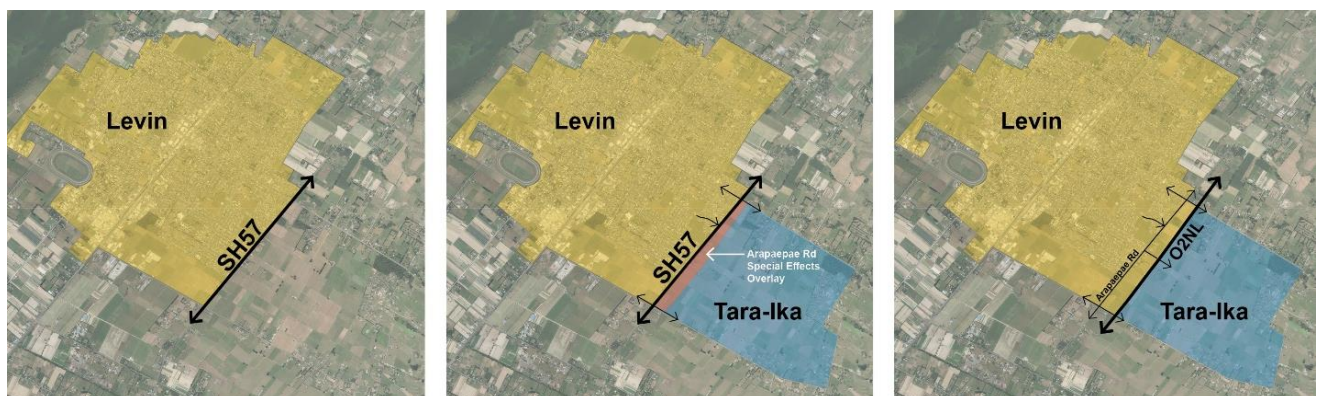 Levin
SH57
Levin
SH57
Arapaepae Rd
Special Effects
Overlay
Tara-Ika
Levin
Arapaepae Rd
O2NL
Tara-Ika